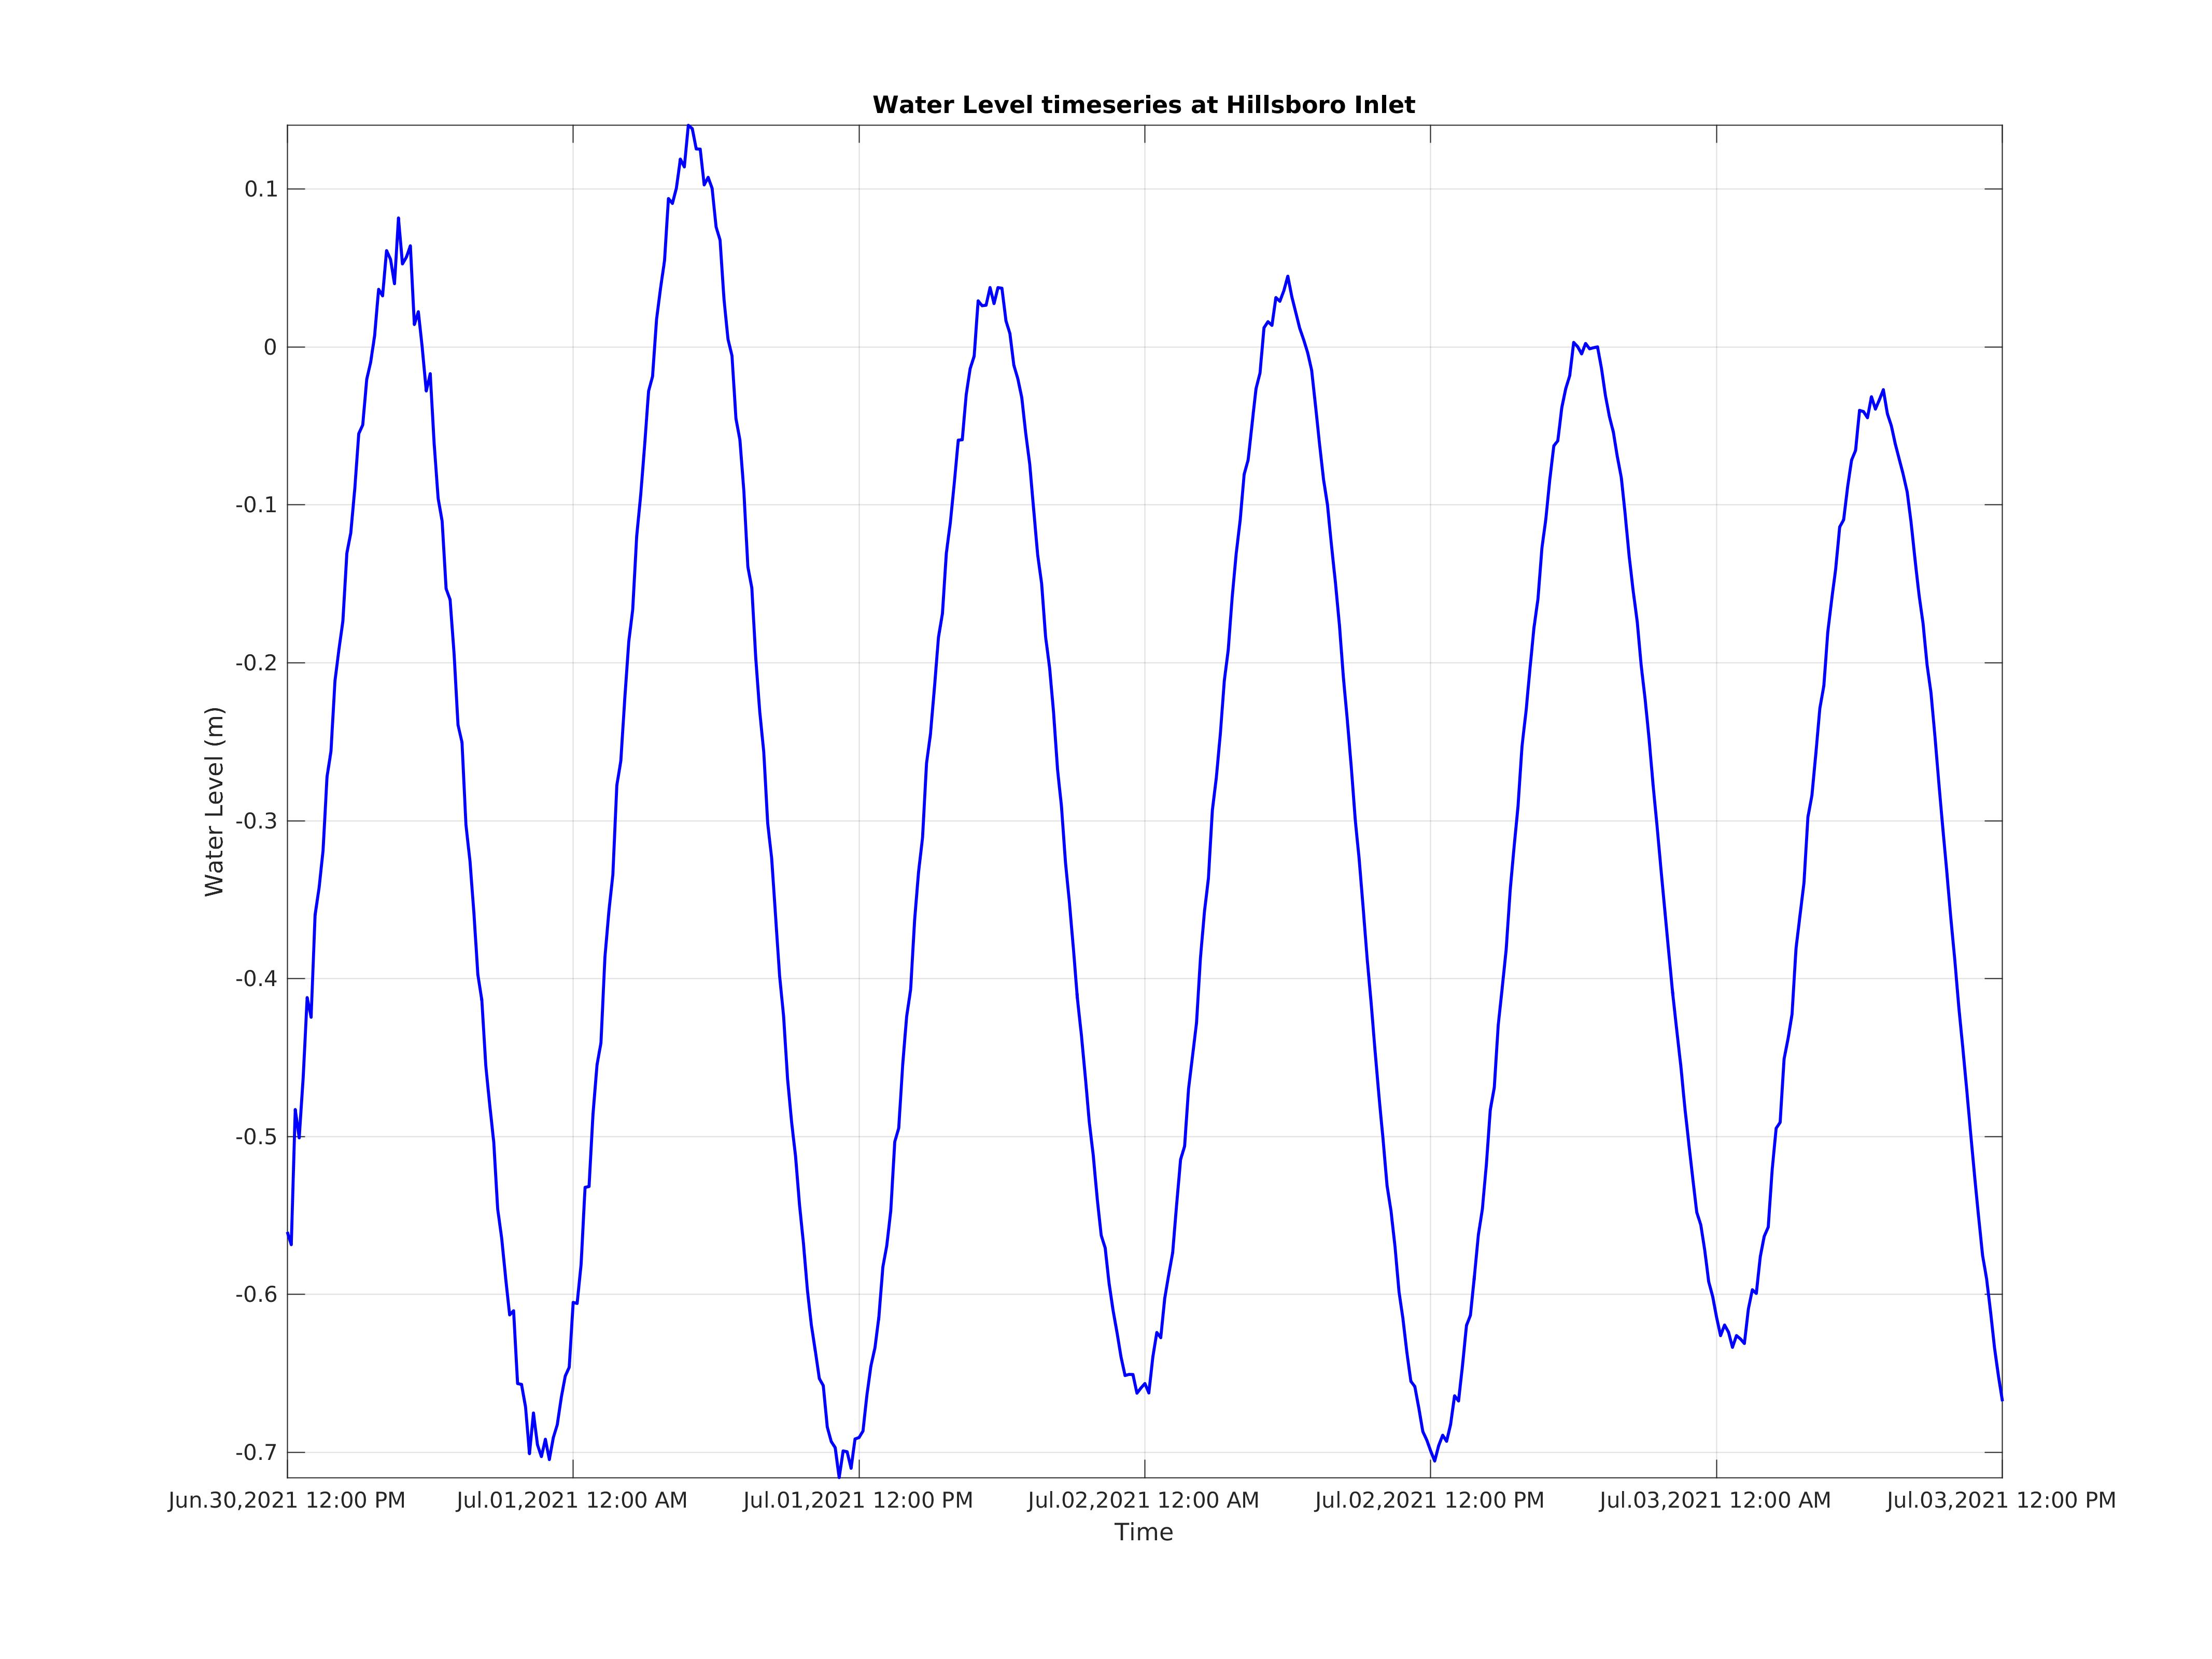 Water Level timeseries at Hillsboro Inlet
0.1
0
-0.1
-0.2
-0.3
-0.4
-0.5
-0.6
-0.7
Water Level (m)
Jun.30,2021 12:00 PM
Jul.01,2021 12:00 AM
Jul.01,2021 12:00 PM
Jul.02,2021 12:00 AM
Jul.02,2021 12:00 PM
Jul.03,2021 12:00 AM
Jul.03,2021 12:00 PM
Time